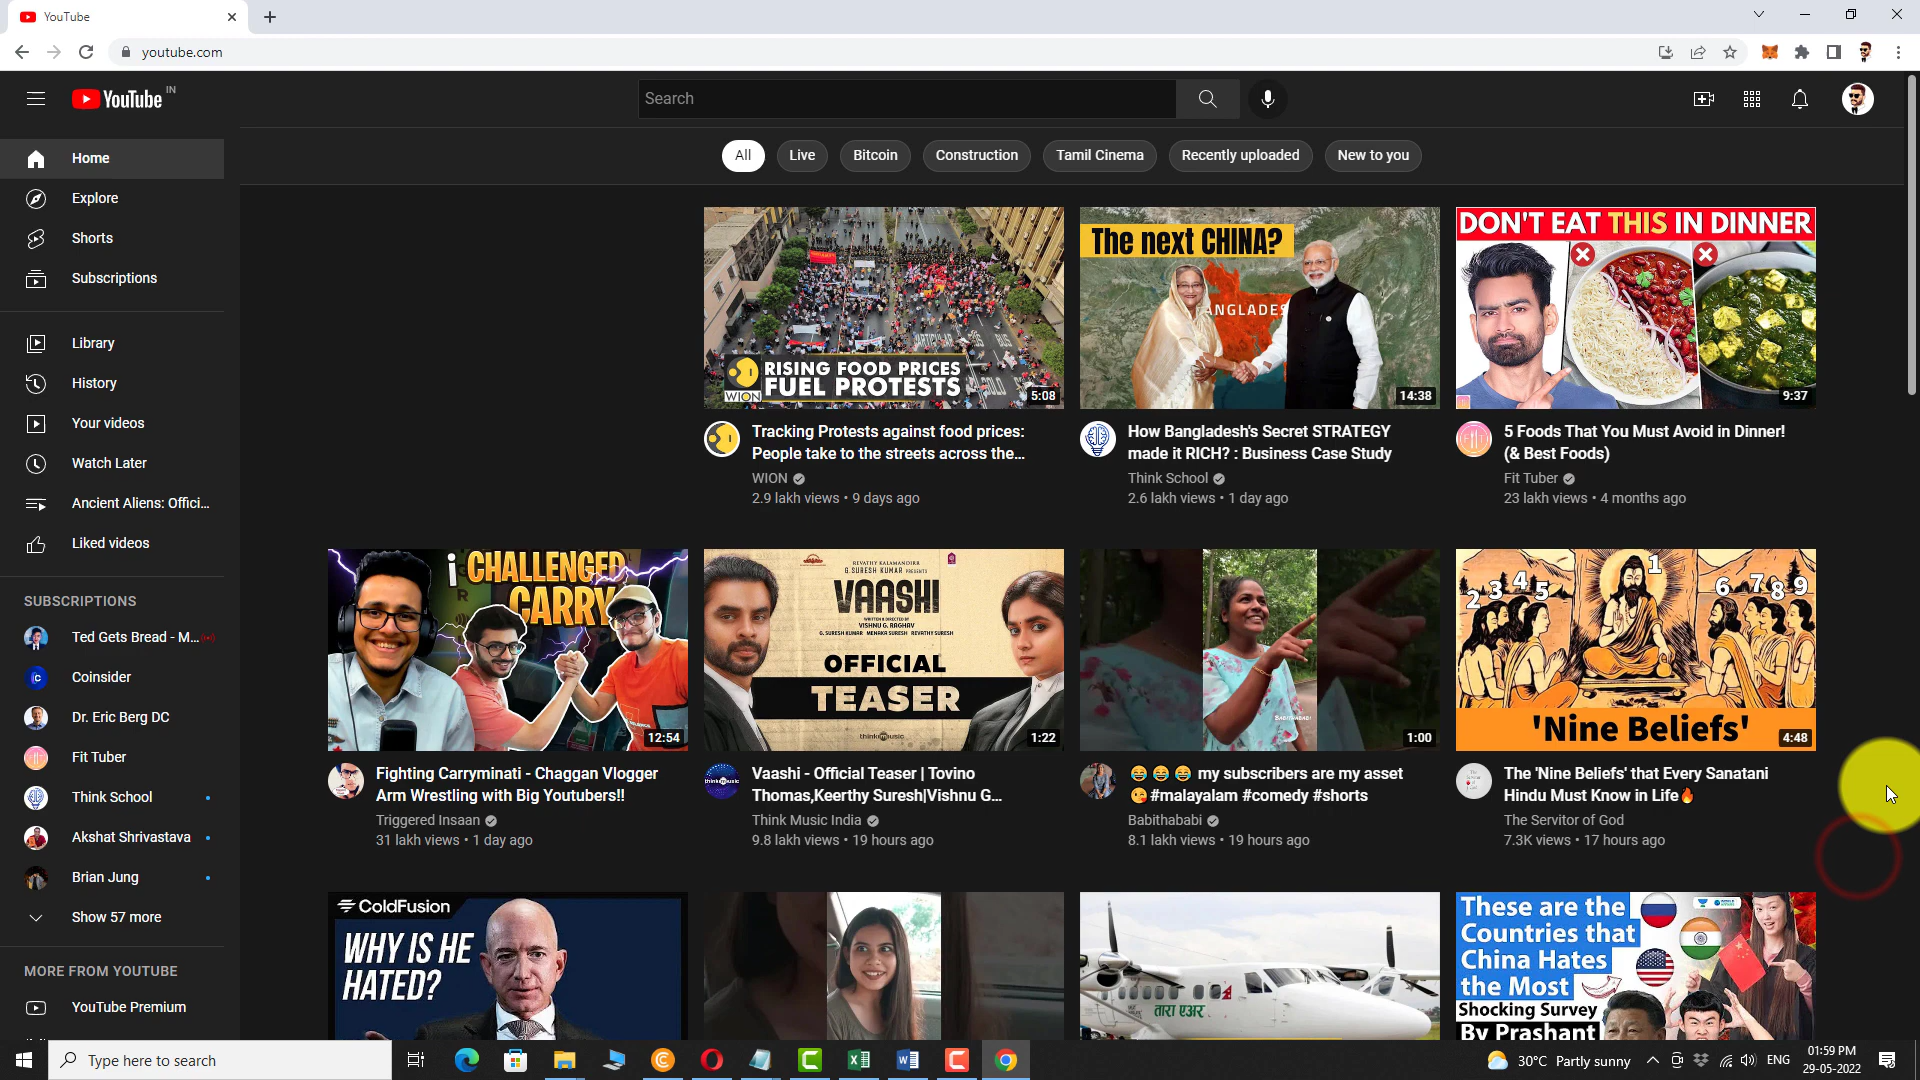 YouTube
youtube.com
YouTube IN
Search
Home
Explore
Shorts
Subscriptions
Library
History
Your videos
Watch Later
Ancient Aliens: Offici...
Liked videos
SUBSCRIPTIONS
Ted Gets Bread - M...
Coinsider
Dr. Eric Berg DC
Fit Tuber
Think School
Akshat Shrivastava
Brian Jung
Show 57 more
MORE FROM YOUTUBE
YouTube Premium
All Live Bitcoin Construction Tamil Cinema Recently uploaded New to you
RISING FOOD PRICES
FUEL PROTESTS
WION
5:08
Tracking Protests against food prices:
People take to the streets across the...
WION
2.9 lakh views • 9 days ago
The next CHINA?
ANGLADES
14:38
How Bangladesh's Secret STRATEGY
made it RICH? : Business Case Study
Think School
2.6 lakh views • 1 day ago
DON'T EAT THIS IN DINNER
9:37
5 Foods That You Must Avoid in Dinner!
(& Best Foods)
Fit Tuber
23 lakh views • 4 months ago
i CHALLENGED
CARRY
12:54
Fighting Carryminati - Chaggan Vlogger
Arm Wrestling with Big Youtubers!!
Triggered Insaan
31 lakh views • 1 day ago
REVATHY KALAMANDIRR
G.SURESH KUMAR PRESENTS
VAASHI
WRITTEN & DIRECTED BY
VISHNU G. RAGHAV
G. SURESH KUMAR MENAKA SURESH REVATHY SURESH
OFFICIAL
TEASER
think music
1:22
Vaashi - Official Teaser | Tovino
Thomas,Keerthy Suresh|Vishnu G...
Think Music India
9.8 lakh views • 19 hours ago
BABITHABABI
1:00
😂 😂 😂 my subscribers are my asset
😘#malayalam #comedy #shorts
Babithababi
8.1 lakh views • 19 hours ago
1
2 3 4 5 6 7 8 9
'Nine Beliefs'
4:48
The 'Nine Beliefs' that Every Sanatani
Hindu Must Know in Life🔥
The Servitor of God
7.3K views • 17 hours ago
ColdFusion
WHY IS HE
HATED?
तारा एअर
These are the
Countries that
China Hates
the Most
Shocking Survey
By Prashant
Type here to search
30°C Partly sunny
ENG
01:59 PM
29-05-2022